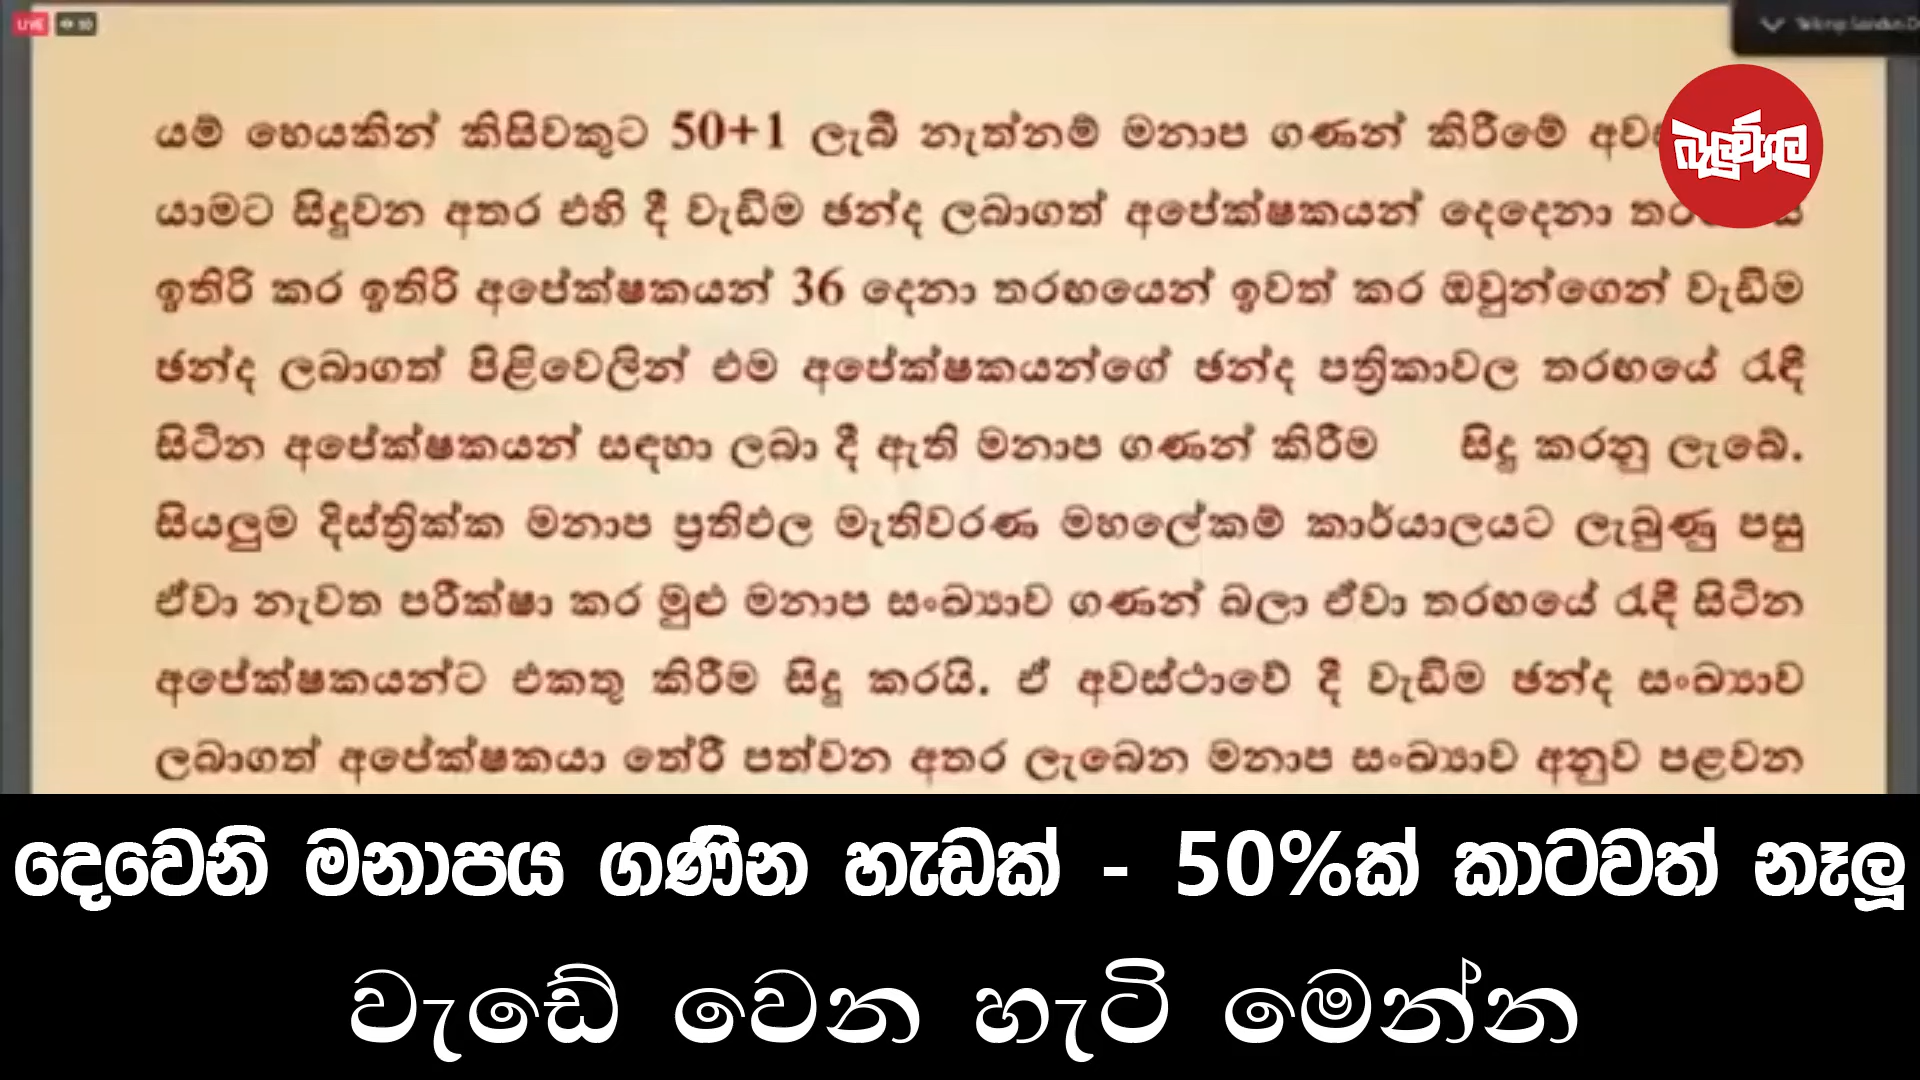 LIVE
යම් හෙයකින් කිසිවකුට 50+1 ලැබී නැත්නම් මනාප ගණන් කිරීමේ
බැලුම්ගල
යාමට සිදුවන අතර එහි දී වැඩිම ඡන්ද ලබාගත් අපේක්ෂකයන් දෙදෙනා
ඉතිරි කර ඉතිරි අපේක්ෂකයන් 36 දෙනා තරඟයෙන් ඉවත් කර ඔවුන්ගෙන් වැඩිම
ඡන්ද ලබාගත් පිළිවෙලින් එම අපේක්ෂකයන්ගේ ඡන්ද පත්‍රිකාවල තරඟයේ රැඳී
සිටින අපේක්ෂකයන් සඳහා ලබා දී ඇති මනාප ගණන් කිරීම සිදු කරනු ලැබේ.
සියලුම දිස්ත්‍රික්ක මනාප ප්‍රතිඵල මැතිවරණ මහලේකම් කාර්යාලයට ලැබුණු පසු
ඒවා නැවත පරීක්ෂා කර මුළු මනාප සංඛ්‍යාව ගණන් බලා ඒවා තරඟයේ රැඳී සිටින
අපේක්ෂකයන්ට එකතු කිරීම සිදු කරයි. ඒ අවස්ථාවේ දී වැඩිම ඡන්ද සංඛ්‍යාව
ලබාගත් අපේක්ෂකයා තේරී පත්වන අතර ලැබෙන මනාප සංඛ්‍යාව අනුව පළවන
දෙවෙනි මනාපය ගණින හැඩක් - 50%ක් කාටවත් නෑලූ
වැඩේ වෙන හැටි මෙන්න